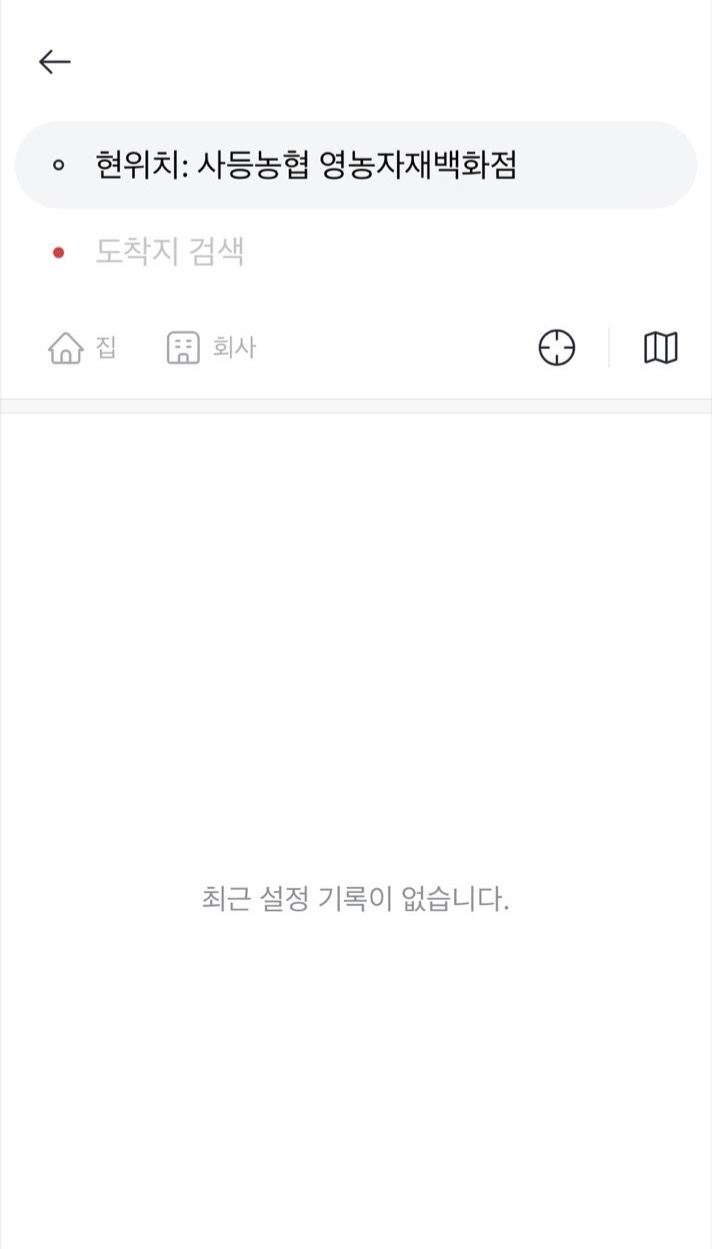 현위치: 사등농협 영농자재백화점
도착지 검색
집 회사
최근 설정 기록이 없습니다.